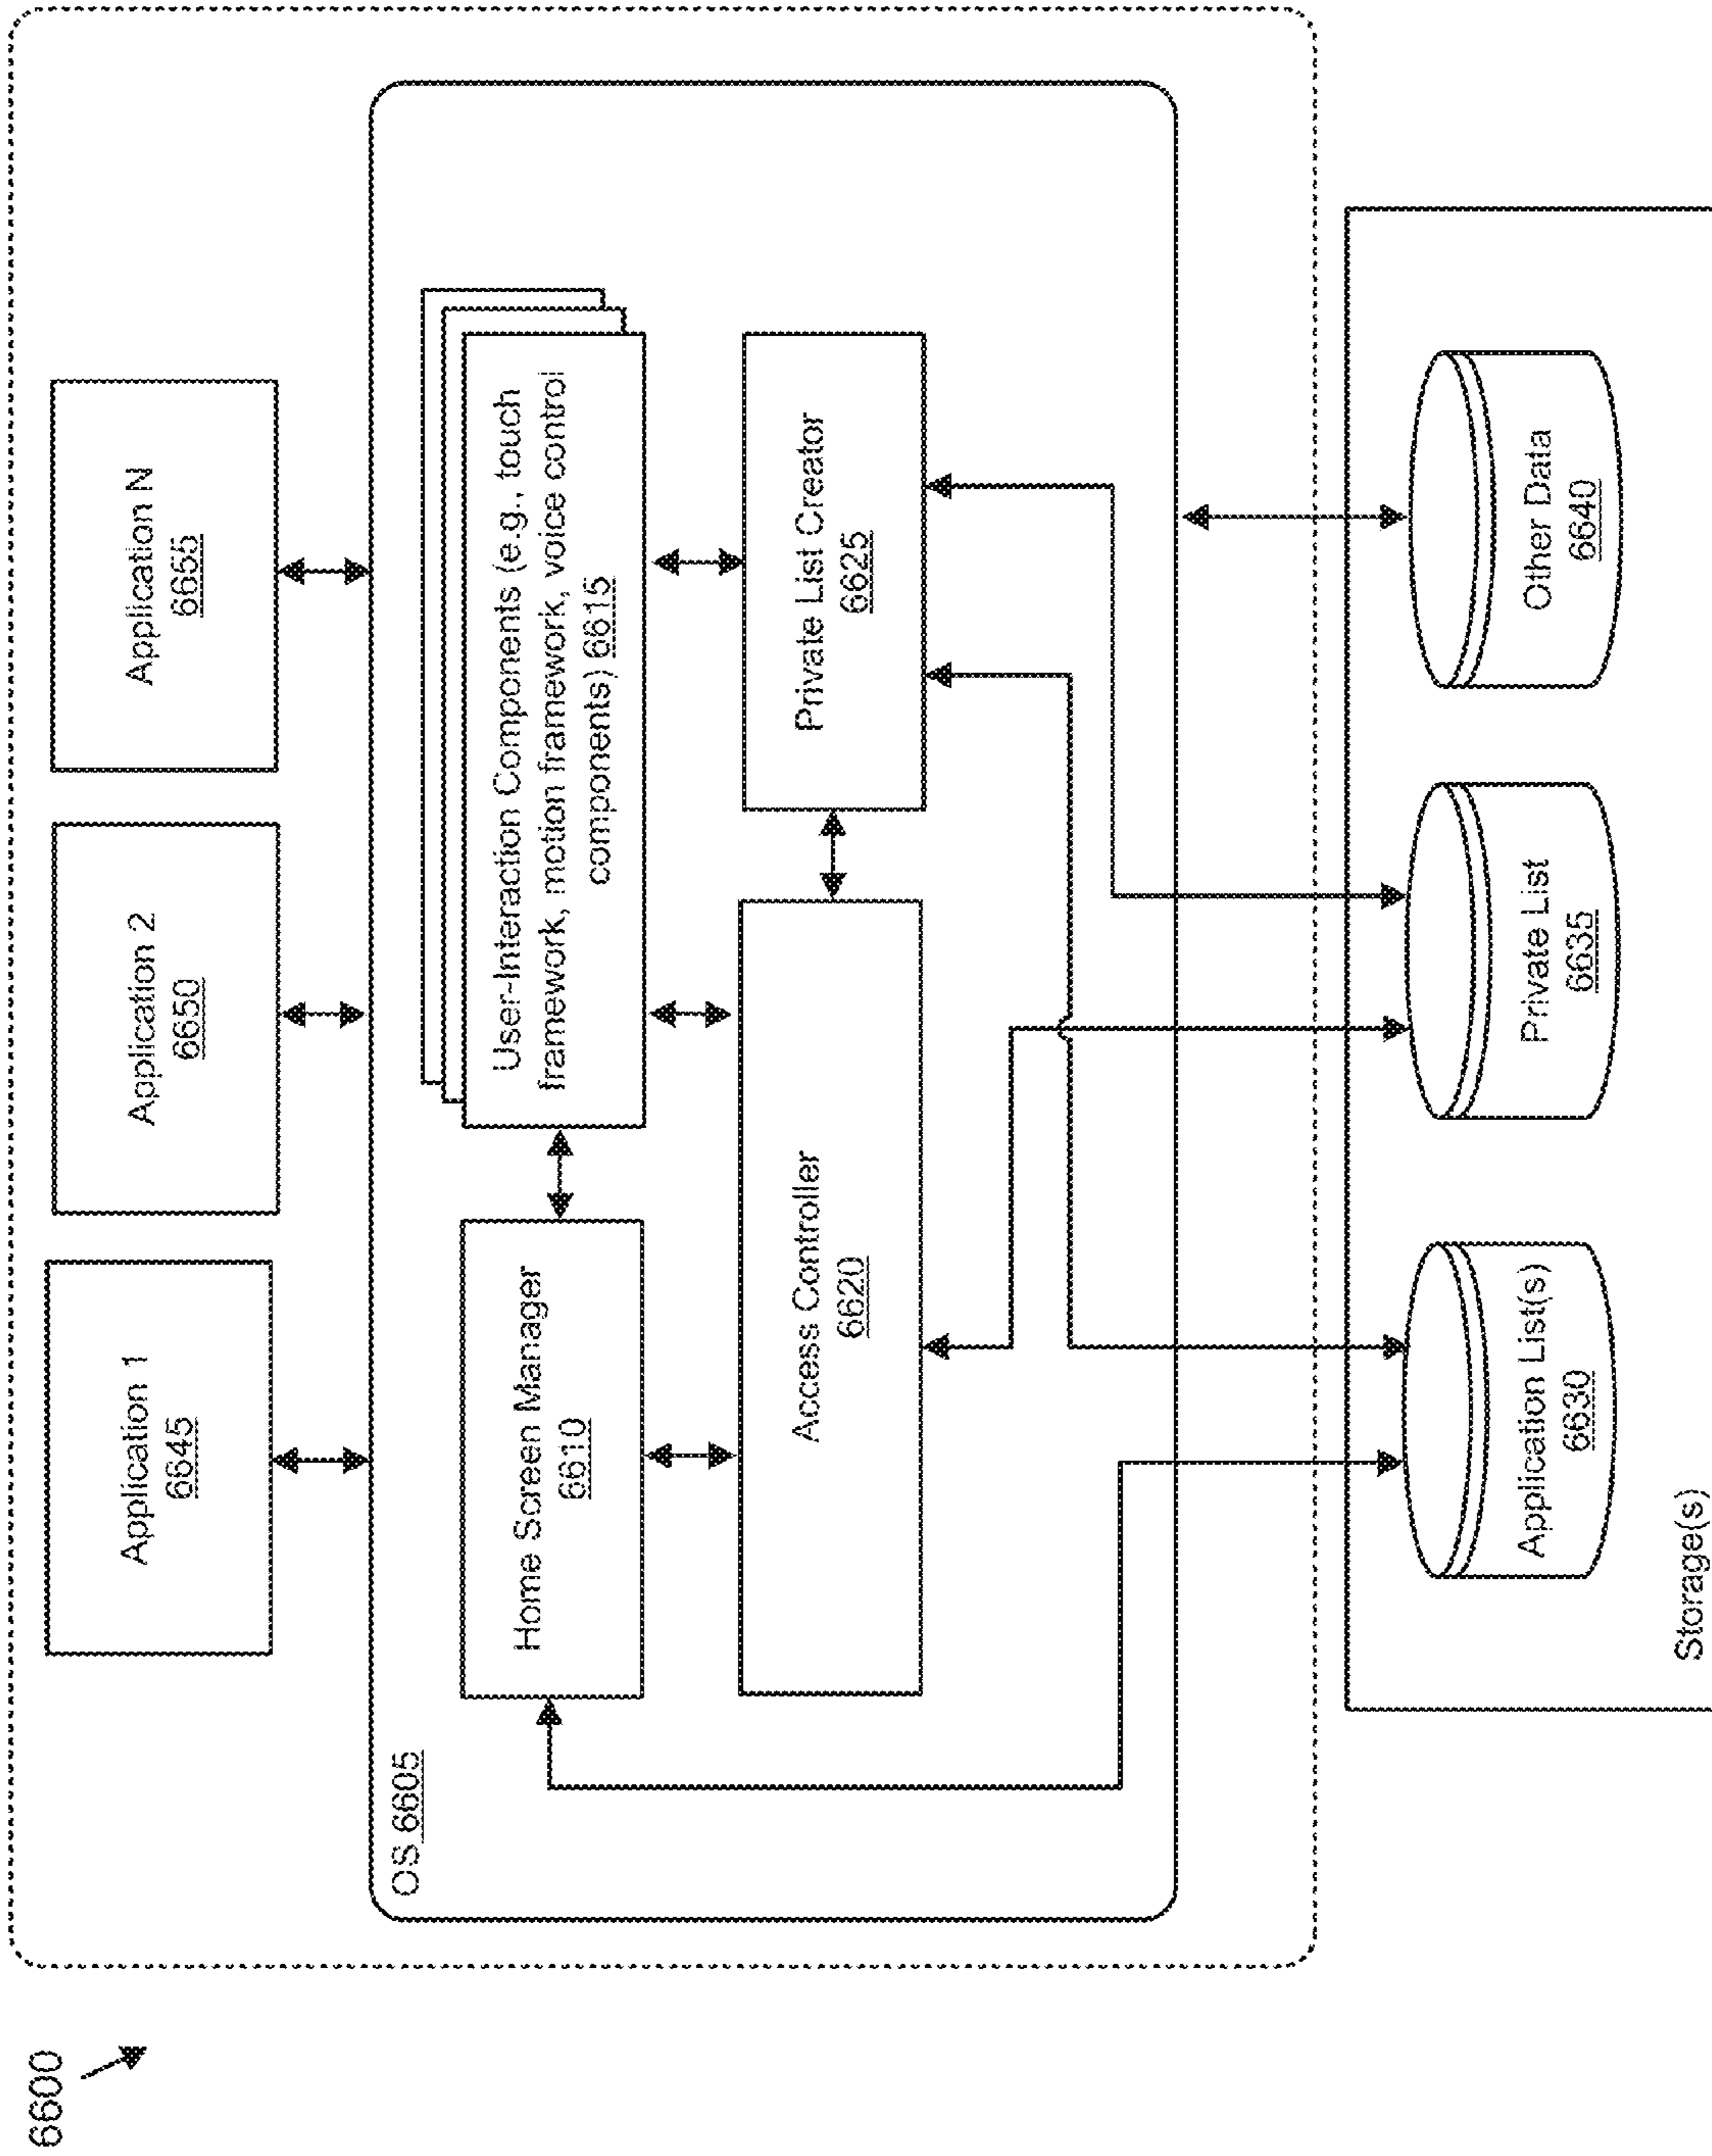 6600
Application 1
6645
Application 2
6650
Application N
6655
OS 6605
Home Screen Manager
6610
User-Interaction Components (e.g., touch
framework, motion framework, voice control
components) 6615
Access Controller
6620
Private List Creator
6625
Application List(s)
6630
Private List
6635
Other Data
6640
Storage(s)